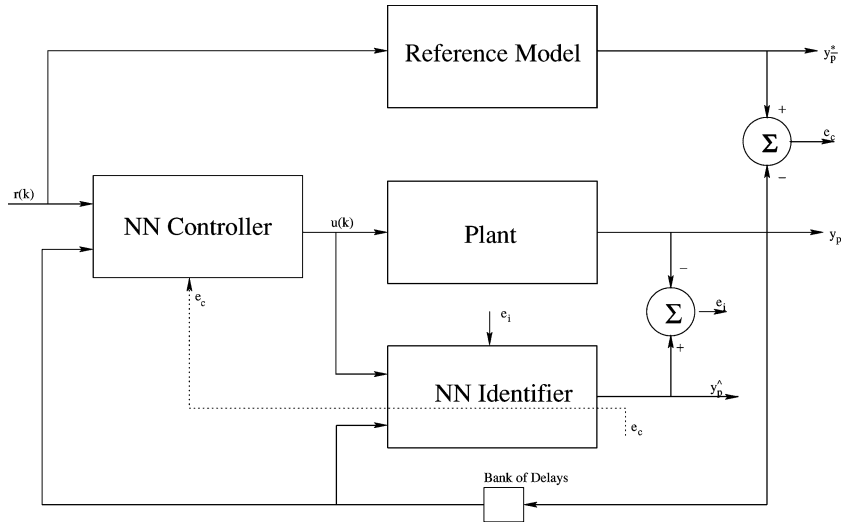 Reference Model
y*p
+
Σ
e_c
−
r(k)
NN Controller
u(k)
Plant
y_p
−
e_c
e_i
Σ
e_i
+
NN Identifier
y^p
e_c
Bank of Delays